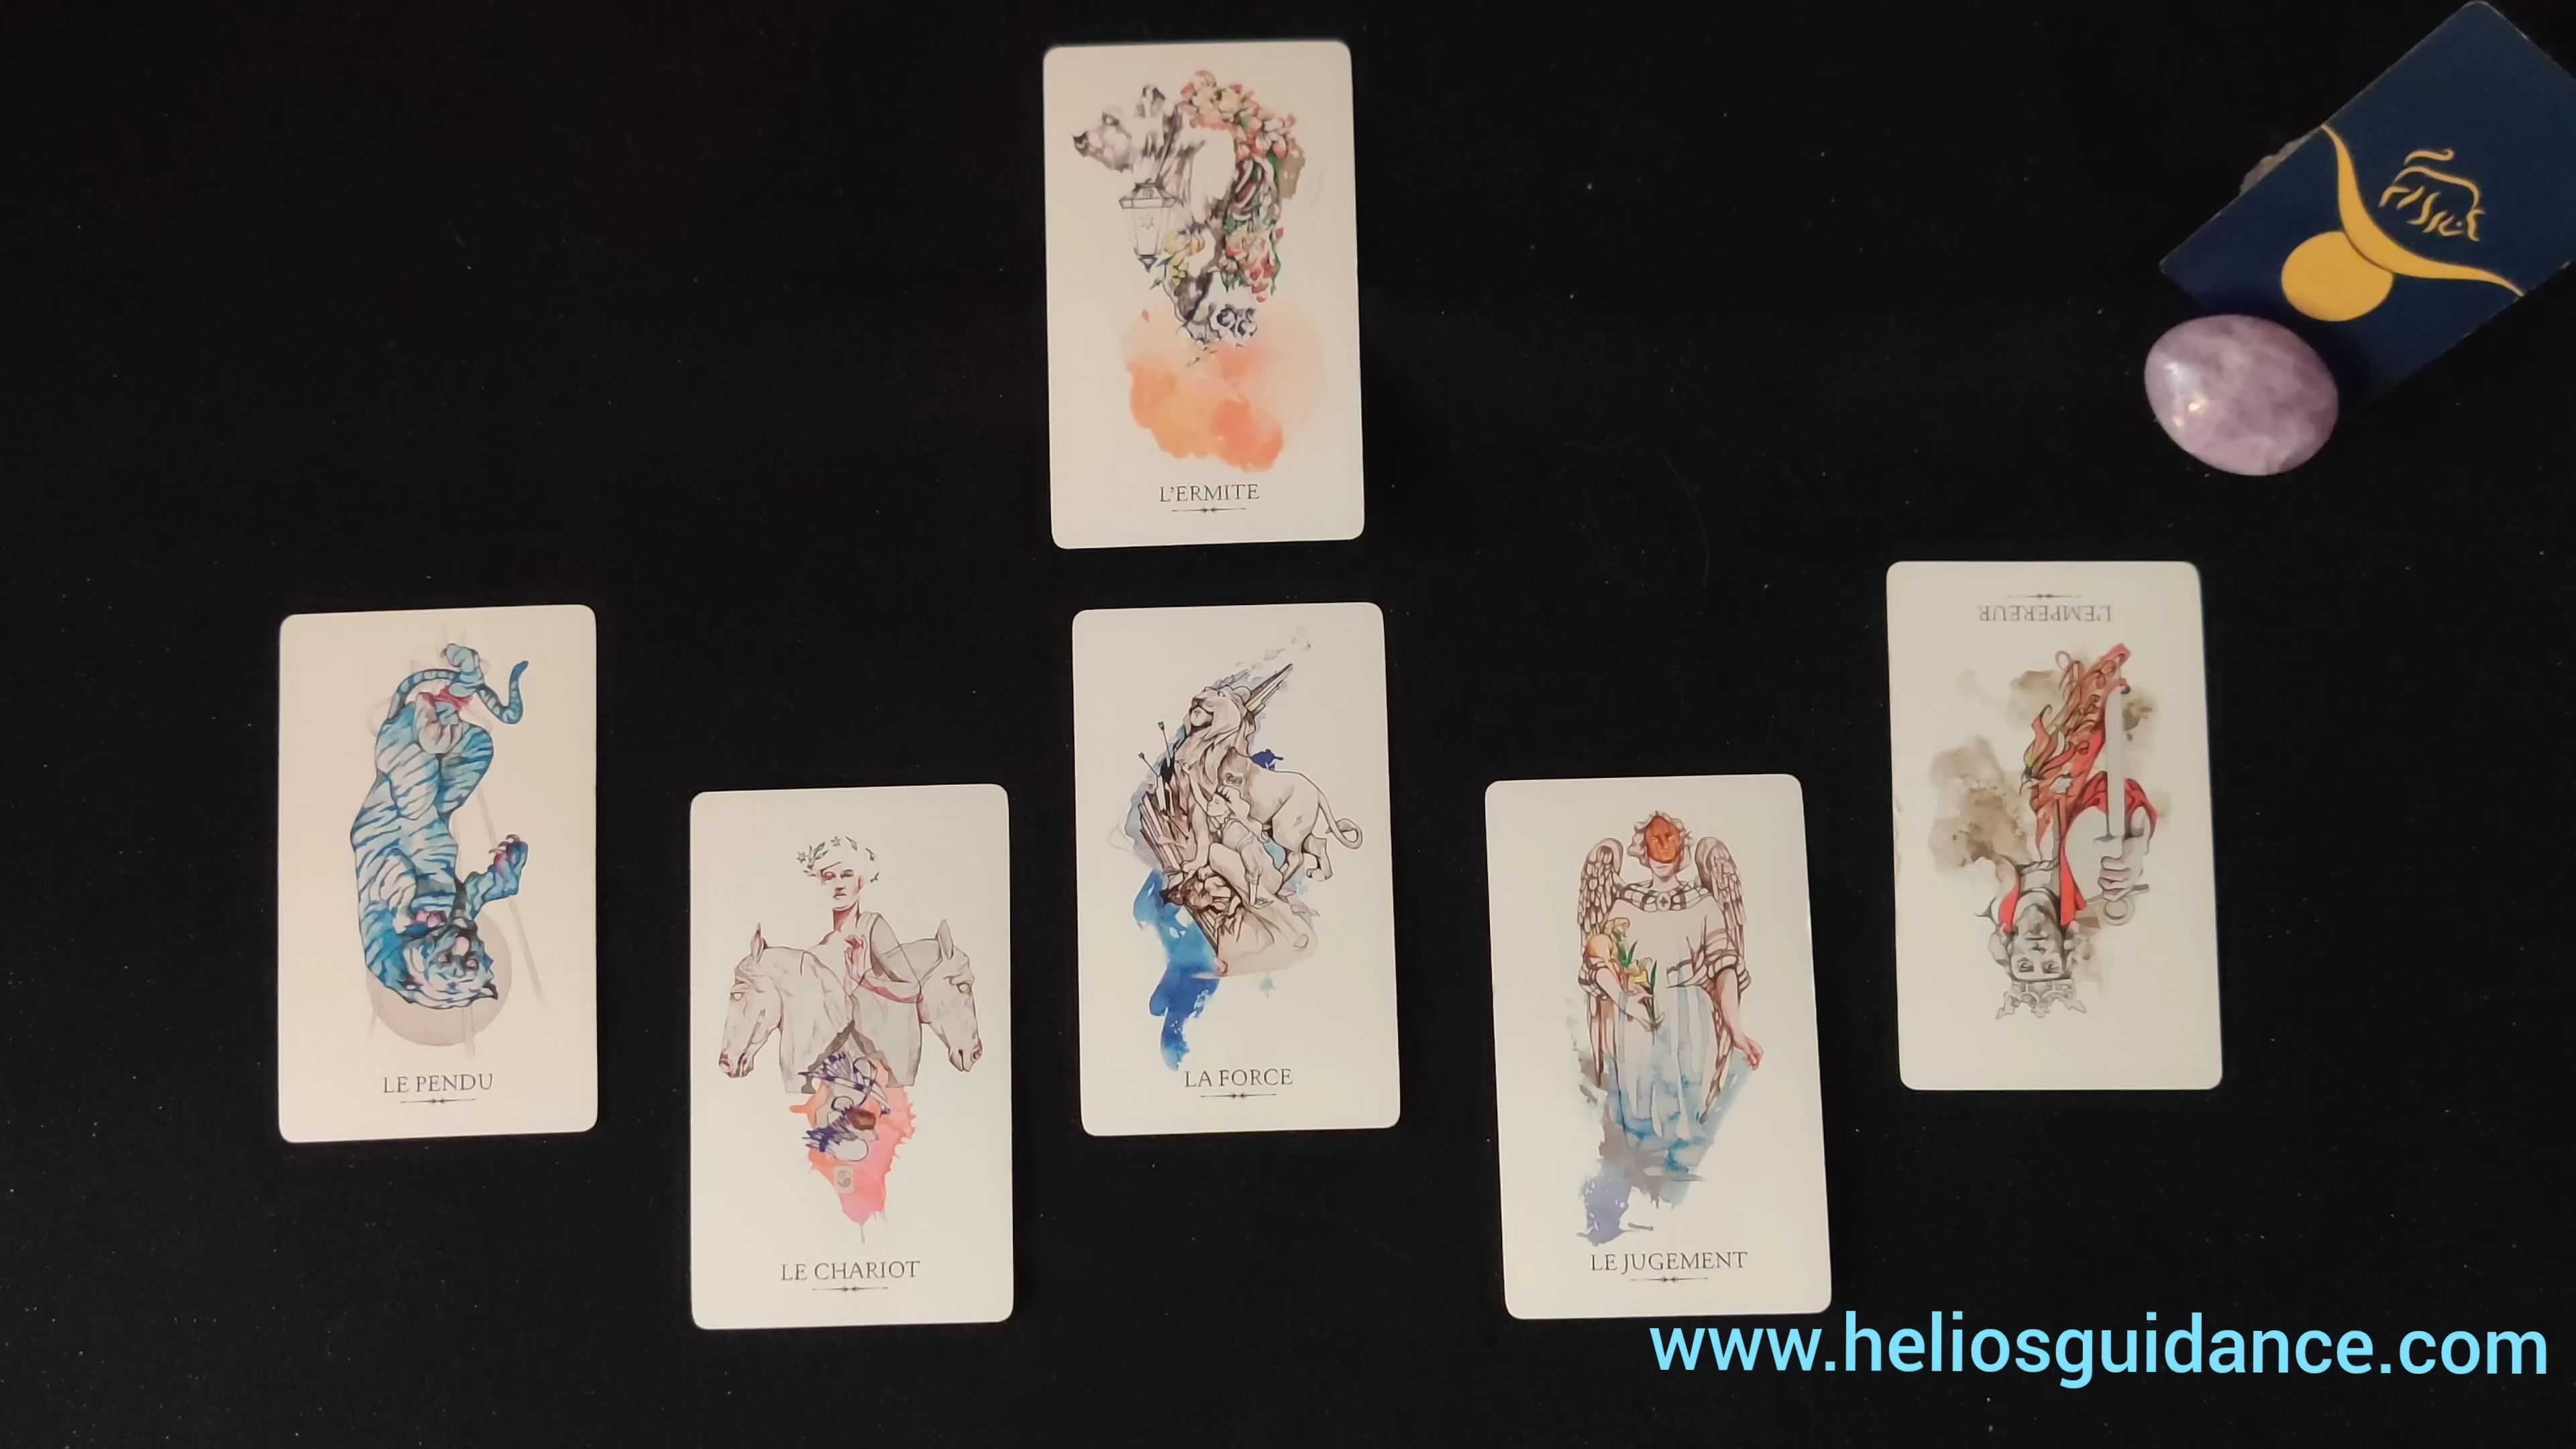 L'ERMITE
LE PENDU
LE CHARIOT
LA FORCE
LE JUGEMENT
L'EMPEREUR
www.heliosguidance.com